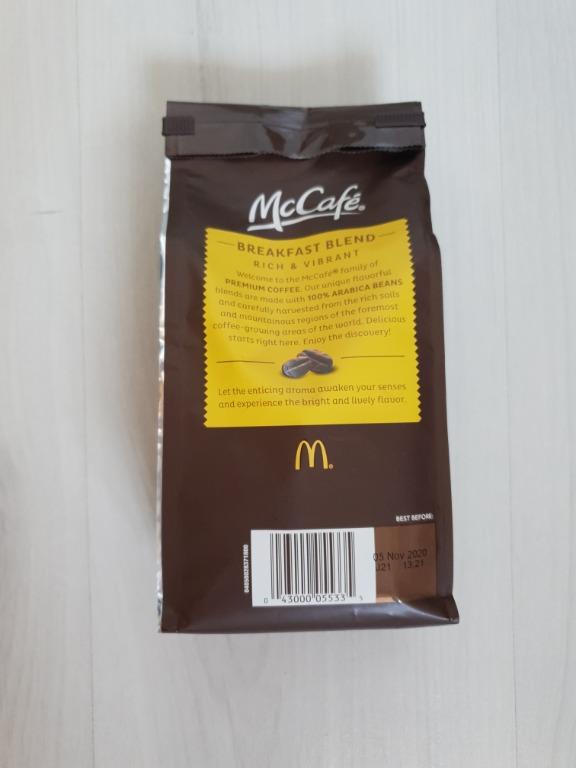 McCafé®
BREAKFAST BLEND
RICH & VIBRANT
Welcome to the McCafé® family of
PREMIUM COFFEE. Our unique flavorful
blends are made with 100% ARABICA BEANS
and carefully harvested from the rich soils
and mountainous regions of the foremost
coffee-growing areas of the world. Delicious
starts right here. Enjoy the discovery!
Let the enticing aroma awaken your senses
and experience the bright and lively flavor.
M®
BEST BEFORE:
05 Nov 2020
J21 13:21
0 43000 05533 5